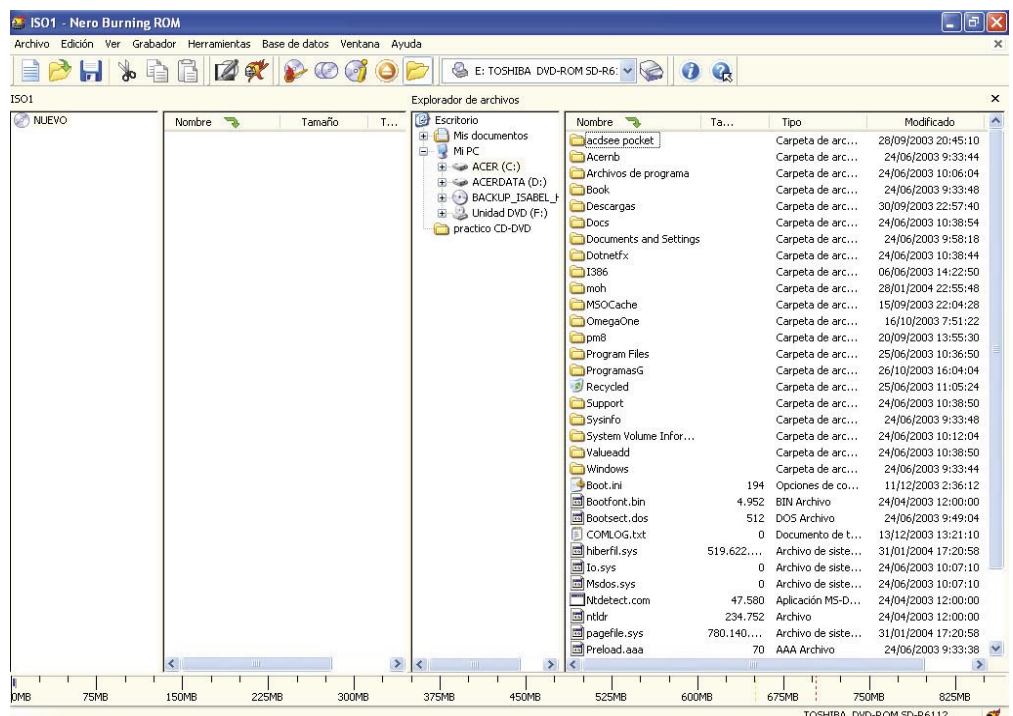 ISO1 - Nero Burning ROM
Archivo Edición Ver Grabador Herramientas Base de datos Ventana Ayuda
E: TOSHIBA DVD-ROM SD-R6:
ISO1
Explorador de archivos
NUEVO
Nombre Tamaño T...
Escritorio
Mis documentos
Mi PC
ACER (C:)
ACERDATA (D:)
BACKUP_ISABEL_
Unidad DVD (F:)
practico CD-DVD
Nombre Ta... Tipo Modificado
acdsee pocket Carpeta de arc... 28/09/2003 20:45:10
Acernb Carpeta de arc... 24/06/2003 9:33:44
Archivos de programa Carpeta de arc... 24/06/2003 10:06:04
Book Carpeta de arc... 24/06/2003 9:33:48
Descargas Carpeta de arc... 30/09/2003 22:57:40
Docs Carpeta de arc... 24/06/2003 10:38:54
Documents and Settings Carpeta de arc... 24/06/2003 9:58:18
Dotnetfx Carpeta de arc... 24/06/2003 10:38:44
I386 Carpeta de arc... 06/06/2003 14:22:50
moh Carpeta de arc... 28/01/2004 22:55:48
MSOCache Carpeta de arc... 15/09/2003 22:04:28
OmegaOne Carpeta de arc... 16/10/2003 7:51:22
pm8 Carpeta de arc... 20/09/2003 13:55:30
Program Files Carpeta de arc... 25/06/2003 10:36:50
ProgramasG Carpeta de arc... 26/10/2003 16:04:04
Recycled Carpeta de arc... 25/06/2003 11:05:24
Support Carpeta de arc... 24/06/2003 10:38:50
Sysinfo Carpeta de arc... 24/06/2003 9:33:48
System Volume Infor... Carpeta de arc... 24/06/2003 10:12:04
Valueadd Carpeta de arc... 24/06/2003 10:38:50
Windows Carpeta de arc... 24/06/2003 9:33:44
Boot.ini 194 Opciones de co... 11/12/2003 2:36:12
Bootfont.bin 4.952 BIN Archivo 24/04/2003 12:00:00
Bootsect.dos 512 DOS Archivo 24/06/2003 9:49:04
COMLOG.txt 0 Documento de t... 13/12/2003 13:21:10
hiberfil.sys 519.622.... Archivo de siste... 31/01/2004 17:20:58
Io.sys 0 Archivo de siste... 24/06/2003 10:07:10
Msdos.sys 0 Archivo de siste... 24/06/2003 10:07:10
Ntdetect.com 47.580 Aplicación MS-D... 24/04/2003 12:00:00
ntldr 234.752 Archivo 24/04/2003 12:00:00
pagefile.sys 780.140.... Archivo de siste... 31/01/2004 17:20:58
Preload.aaa 70 AAA Archivo 24/06/2003 9:33:38
0MB 75MB 150MB 225MB 300MB 375MB 450MB 525MB 600MB 675MB 750MB 825MB
TOSHIBA DVD-ROM SD-R6112